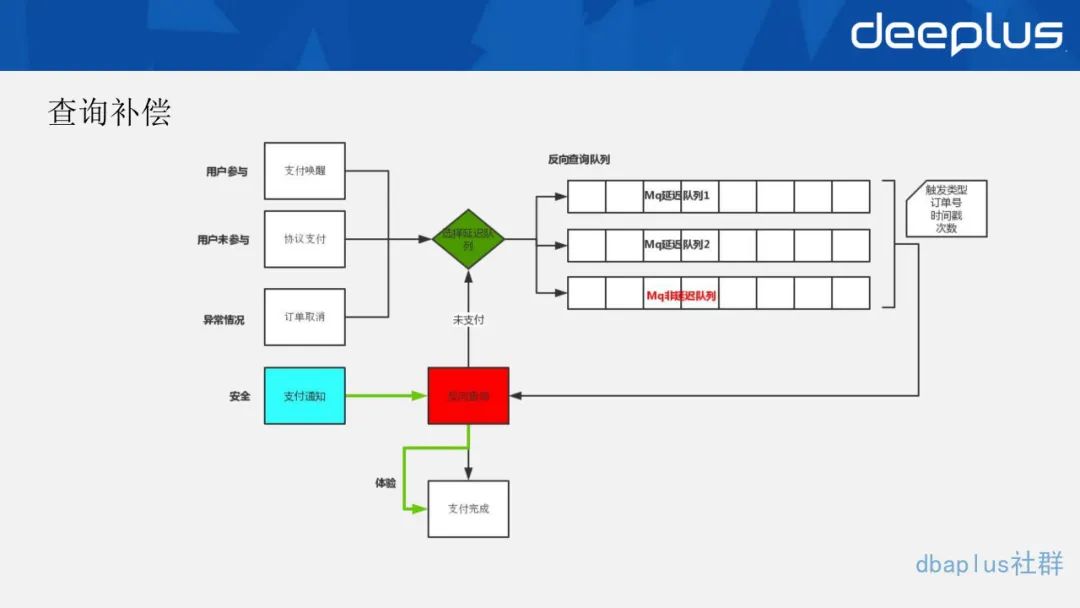 deeplus
查询补偿
反向查询队列
用户参与
支付唤醒
Mq延迟队列1
触发类型
订单号
时间戳
次数
用户未参与
协议支付
选择延迟队
列
Mq延迟队列2
Mq非延迟队列
异常情况
订单取消
未支付
安全
支付通知
反向查询
体验
支付完成
dbaplus社群